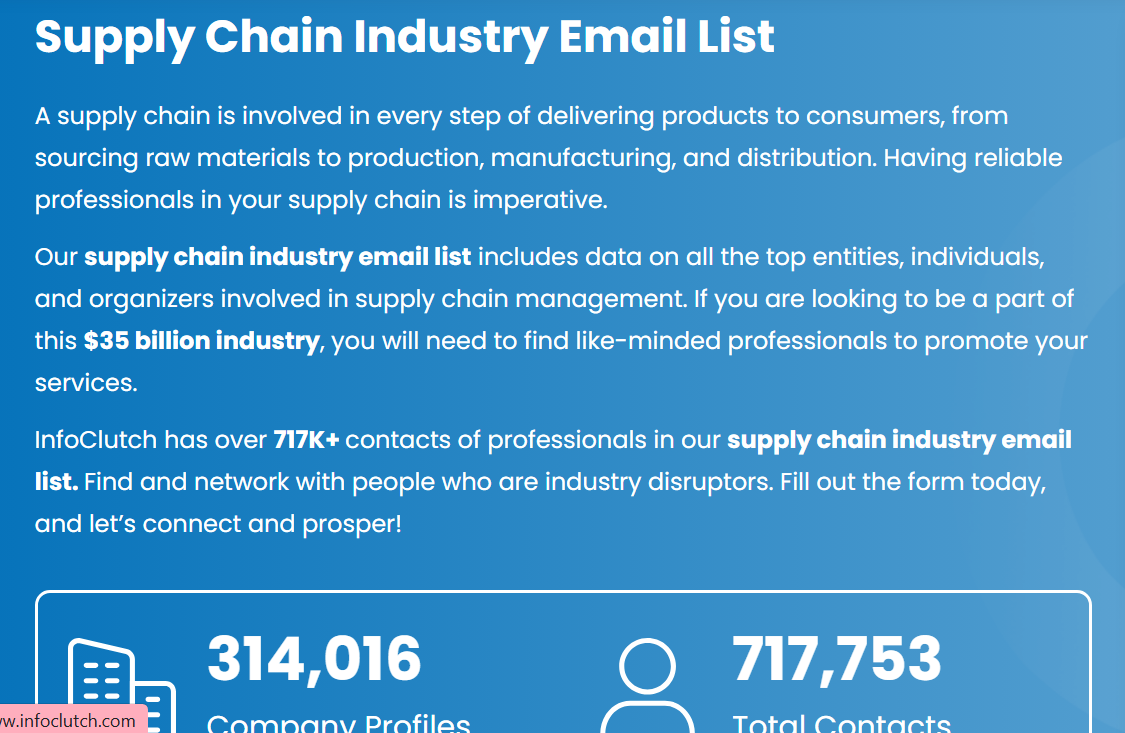 Supply Chain Industry Email List
A supply chain is involved in every step of delivering products to consumers, from
sourcing raw materials to production, manufacturing, and distribution. Having reliable
professionals in your supply chain is imperative.
Our supply chain industry email list includes data on all the top entities, individuals,
and organizers involved in supply chain management. If you are looking to be a part of
this $35 billion industry, you will need to find like-minded professionals to promote your
services.
InfoClutch has over 717K+ contacts of professionals in our supply chain industry email
list. Find and network with people who are industry disruptors. Fill out the form today,
and let’s connect and prosper!
314,016
Company Profiles
717,753
Total Contacts
w.infoclutch.com